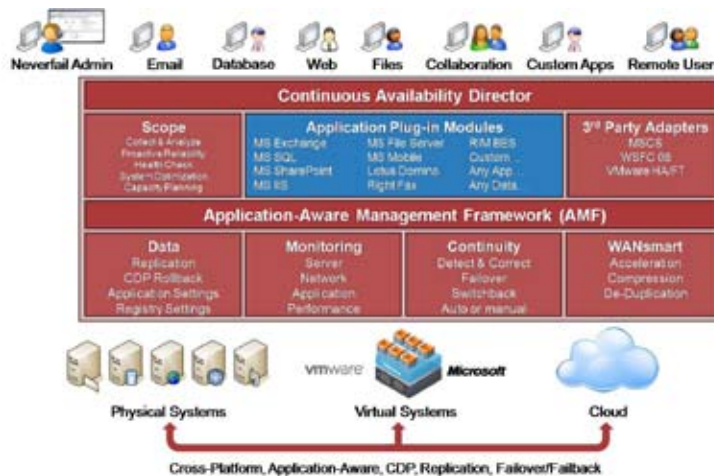 Neverfail Admin Email Database Web Files Collaboration Custom Apps Remote User
Continuous Availability Director
Scope
Collect & Analyze
Proactive Reliability
Health Check
System Optimization
Capacity Planning
Application Plug-in Modules
MS Exchange MS File Server RIM BES
MS SQL MS Mobile Custom...
MS SharePoint Lotus Domino Any App...
MS IIS Right Fax Any Data...
3rd Party Adapters
MSCS
WSFC 08
VMware HA/FT
Application-Aware Management Framework (AMF)
Data
Replication
CDP Rollback
Application Settings
Registry Settings
Monitoring
Server
Network
Application
Performance
Continuity
Detect & Correct
Failover
Switchback
Auto or manual
WANsmart
Acceleration
Compression
De-Duplication
vmware Microsoft
Physical Systems Virtual Systems Cloud
Cross-Platform, Application-Aware, CDP, Replication, Failover/Failback